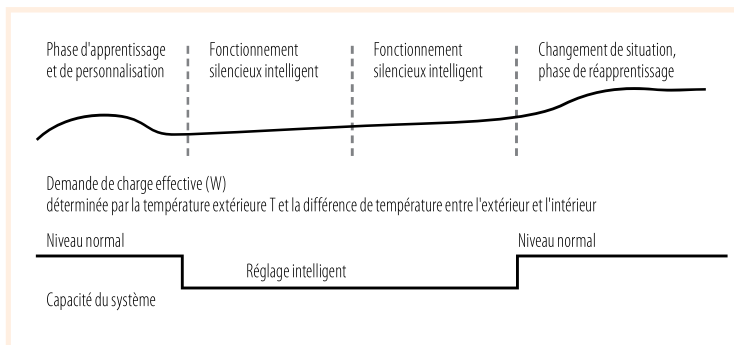 Phase d'apprentissage
et de personnalisation
Fonctionnement
silencieux intelligent
Fonctionnement
silencieux intelligent
Changement de situation,
phase de réapprentissage
Demande de charge effective (W)
déterminée par la température extérieure T et la différence de température entre l'extérieur et l'intérieur
Niveau normal
Niveau normal
Réglage intelligent
Capacité du système